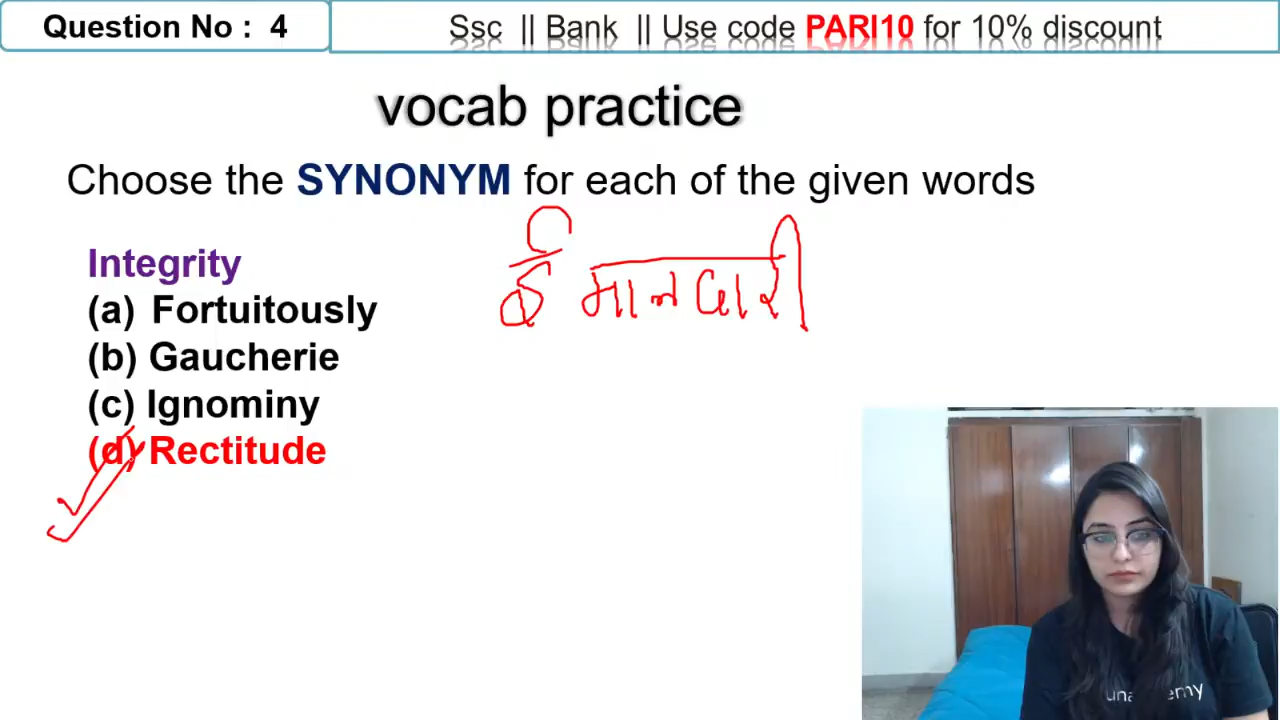 Question No : 4
Ssc || Bank || Use code PARI10 for 10% discount
vocab practice
Choose the SYNONYM for each of the given words
ईमानदारी
Integrity
(a) Fortuitously
(b) Gaucherie
(c) Ignominy
(d) Rectitude